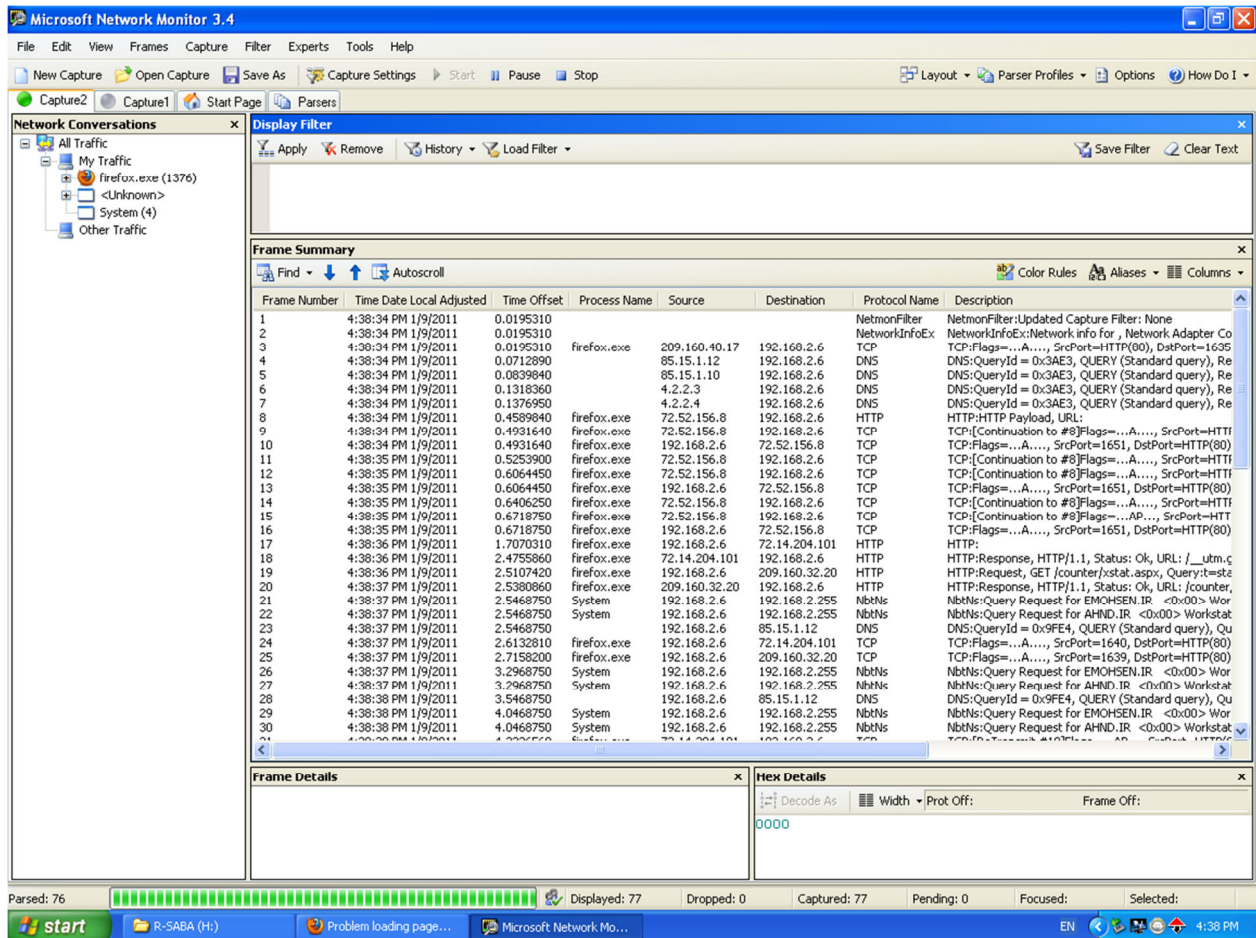 Microsoft Network Monitor 3.4
File Edit View Frames Capture Filter Experts Tools Help
New Capture Open Capture Save As Capture Settings Start Pause Stop Layout Parser Profiles Options How Do I
Capture2 Capture1 Start Page Parsers
Network Conversations
All Traffic
My Traffic
firefox.exe (1376)
<Unknown>
System (4)
Other Traffic
Display Filter
Apply Remove History Load Filter Save Filter Clear Text
Frame Summary
Find Autoscroll Color Rules Aliases Columns
Frame Number Time Date Local Adjusted Time Offset Process Name Source Destination Protocol Name Description
1 4:38:34 PM 1/9/2011 0.0195310 NetmonFilter NetmonFilter:Updated Capture Filter: None
2 4:38:34 PM 1/9/2011 0.0195310 NetworkInfoEx NetworkInfoEx:Network info for , Network Adapter Co
3 4:38:34 PM 1/9/2011 0.0195310 firefox.exe 209.160.40.17 192.168.2.6 TCP TCP:Flags=...A...., SrcPort=HTTP(80), DstPort=1635
4 4:38:34 PM 1/9/2011 0.0712890 85.15.1.12 192.168.2.6 DNS DNS:QueryId = 0x3AE3, QUERY (Standard query), Re
5 4:38:34 PM 1/9/2011 0.0839840 85.15.1.10 192.168.2.6 DNS DNS:QueryId = 0x3AE3, QUERY (Standard query), Re
6 4:38:34 PM 1/9/2011 0.1318360 4.2.2.3 192.168.2.6 DNS DNS:QueryId = 0x3AE3, QUERY (Standard query), Re
7 4:38:34 PM 1/9/2011 0.1376950 4.2.2.4 192.168.2.6 DNS DNS:QueryId = 0x3AE3, QUERY (Standard query), Re
8 4:38:34 PM 1/9/2011 0.4589840 firefox.exe 72.52.156.8 192.168.2.6 HTTP HTTP:HTTP Payload, URL:
9 4:38:34 PM 1/9/2011 0.4931640 firefox.exe 72.52.156.8 192.168.2.6 TCP TCP:[Continuation to #8]Flags=...A...., SrcPort=HTTF
10 4:38:34 PM 1/9/2011 0.4931640 firefox.exe 192.168.2.6 72.52.156.8 TCP TCP:Flags=...A...., SrcPort=1651, DstPort=HTTP(80)
11 4:38:35 PM 1/9/2011 0.5253900 firefox.exe 72.52.156.8 192.168.2.6 TCP TCP:[Continuation to #8]Flags=...A...., SrcPort=HTTF
12 4:38:35 PM 1/9/2011 0.6064450 firefox.exe 72.52.156.8 192.168.2.6 TCP TCP:[Continuation to #8]Flags=...A...., SrcPort=HTTF
13 4:38:35 PM 1/9/2011 0.6064450 firefox.exe 192.168.2.6 72.52.156.8 TCP TCP:Flags=...A...., SrcPort=1651, DstPort=HTTP(80)
14 4:38:35 PM 1/9/2011 0.6406250 firefox.exe 72.52.156.8 192.168.2.6 TCP TCP:[Continuation to #8]Flags=...A...., SrcPort=HTTF
15 4:38:35 PM 1/9/2011 0.6718750 firefox.exe 72.52.156.8 192.168.2.6 TCP TCP:[Continuation to #8]Flags=...AP..., SrcPort=HTT
16 4:38:35 PM 1/9/2011 0.6718750 firefox.exe 192.168.2.6 72.52.156.8 TCP TCP:Flags=...A...., SrcPort=1651, DstPort=HTTP(80)
17 4:38:36 PM 1/9/2011 1.7070310 firefox.exe 192.168.2.6 72.14.204.101 HTTP HTTP:
18 4:38:36 PM 1/9/2011 2.4755860 firefox.exe 72.14.204.101 192.168.2.6 HTTP HTTP:Response, HTTP/1.1, Status: Ok, URL: /__utm.g
19 4:38:36 PM 1/9/2011 2.5107420 firefox.exe 192.168.2.6 209.160.32.20 HTTP HTTP:Request, GET /counter/xstat.aspx, Query:t=sta
20 4:38:37 PM 1/9/2011 2.5380860 firefox.exe 209.160.32.20 192.168.2.6 HTTP HTTP:Response, HTTP/1.1, Status: Ok, URL: /counter,
21 4:38:37 PM 1/9/2011 2.5468750 System 192.168.2.6 192.168.2.255 NbtNs NbtNs:Query Request for EMOHSEN.IR <0x00> Wor
22 4:38:37 PM 1/9/2011 2.5468750 System 192.168.2.6 192.168.2.255 NbtNs NbtNs:Query Request for AHND.IR <0x00> Workstat
23 4:38:37 PM 1/9/2011 2.5468750 192.168.2.6 85.15.1.12 DNS DNS:QueryId = 0x9FE4, QUERY (Standard query), Qu
24 4:38:37 PM 1/9/2011 2.6132810 firefox.exe 192.168.2.6 72.14.204.101 TCP TCP:Flags=...A...., SrcPort=1640, DstPort=HTTP(80)
25 4:38:37 PM 1/9/2011 2.7158200 firefox.exe 192.168.2.6 209.160.32.20 TCP TCP:Flags=...A...., SrcPort=1639, DstPort=HTTP(80)
26 4:38:37 PM 1/9/2011 3.2968750 System 192.168.2.6 192.168.2.255 NbtNs NbtNs:Query Request for EMOHSEN.IR <0x00> Wor
27 4:38:37 PM 1/9/2011 3.2968750 System 192.168.2.6 192.168.2.255 NbtNs NbtNs:Query Request for AHND.IR <0x00> Workstat
28 4:38:38 PM 1/9/2011 3.5468750 192.168.2.6 85.15.1.12 DNS DNS:QueryId = 0x9FE4, QUERY (Standard query), Qu
29 4:38:38 PM 1/9/2011 4.0468750 System 192.168.2.6 192.168.2.255 NbtNs NbtNs:Query Request for EMOHSEN.IR <0x00> Wor
30 4:38:38 PM 1/9/2011 4.0468750 System 192.168.2.6 192.168.2.255 NbtNs NbtNs:Query Request for AHND.IR <0x00> Workstat
Frame Details
Hex Details
Decode As Width Prot Off: Frame Off:
0000
Parsed: 76 Displayed: 77 Dropped: 0 Captured: 77 Pending: 0 Focused: Selected:
start R-SABA (H:) Problem loading page... Microsoft Network Mo... EN 4:38 PM